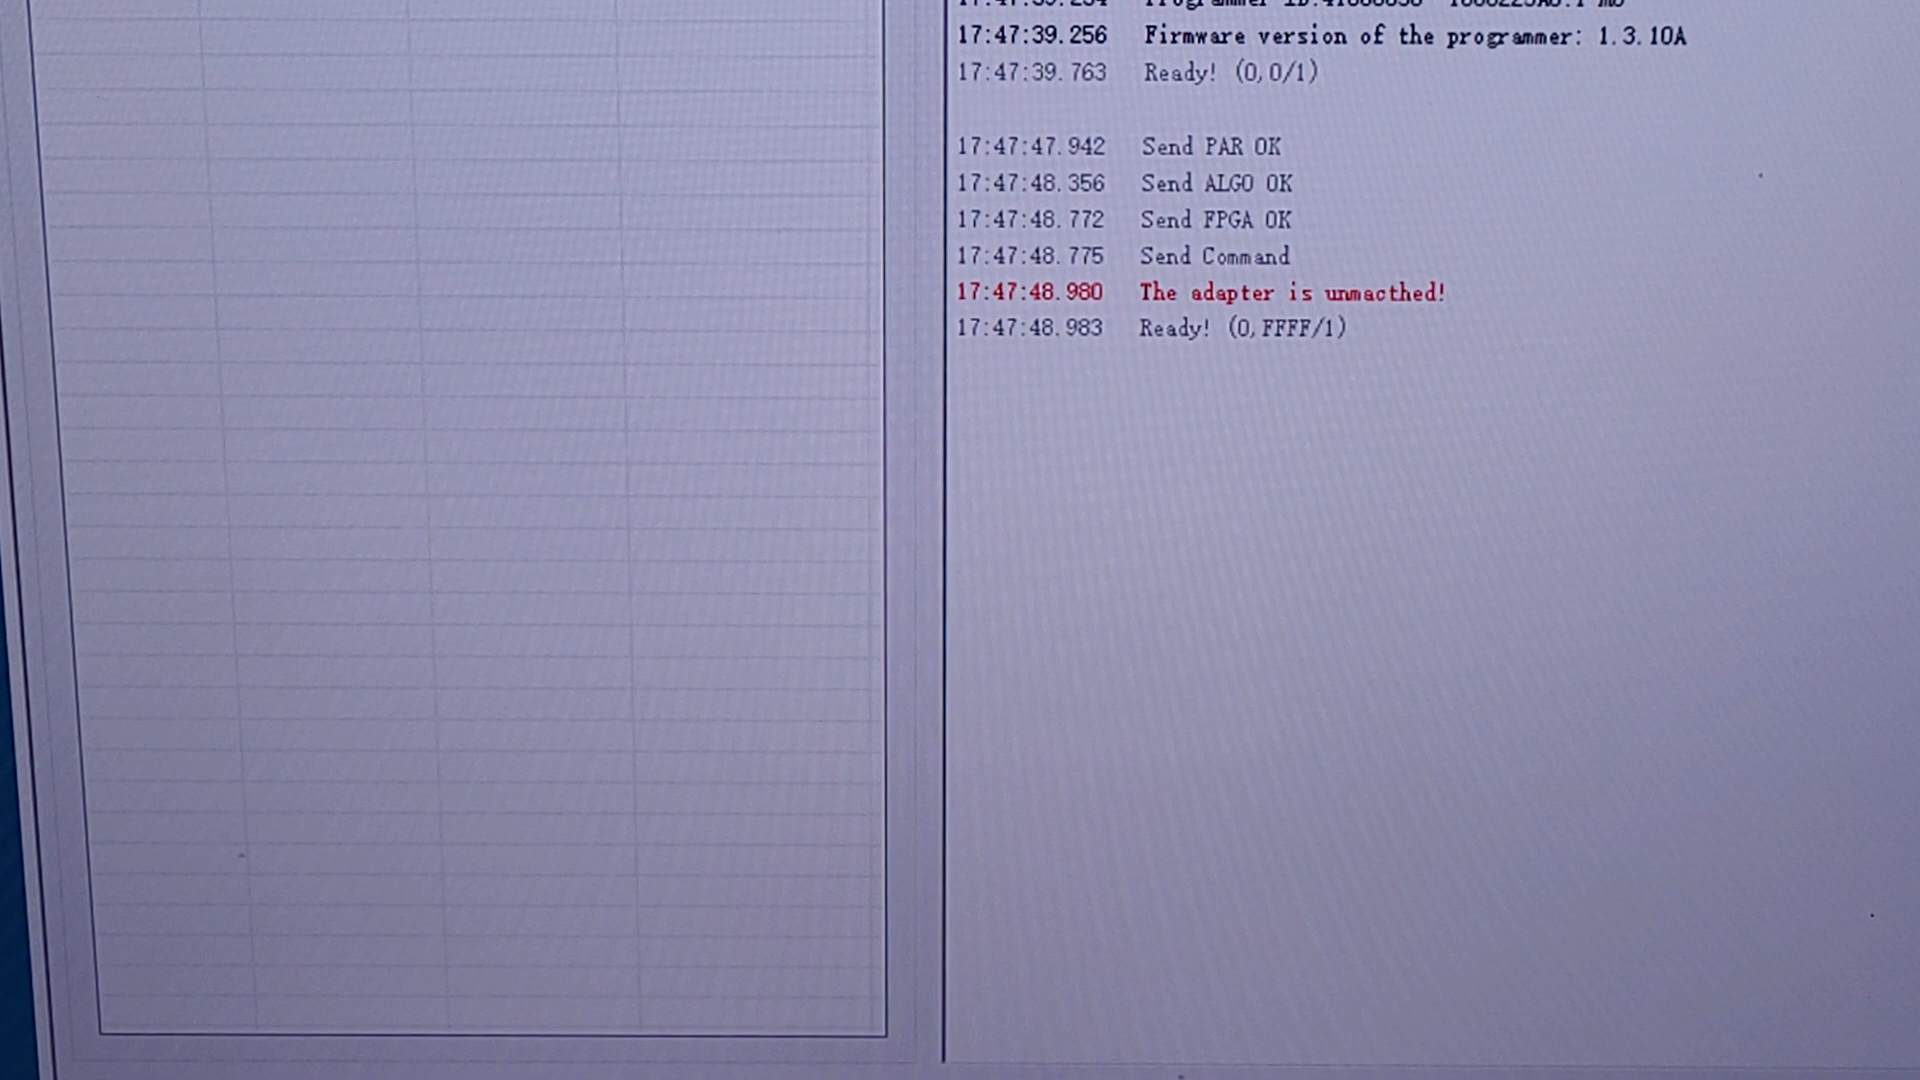 Programmer
17:47:39.256 Firmware version of the programmer: 1.3.10A
17:47:39.763 Ready! (0,0/1)
17:47:47.942 Send PAR OK
17:47:48.356 Send ALGO OK
17:47:48.772 Send FPGA OK
17:47:48.775 Send Command
17:47:48.980 The adapter is unmacthed!
17:47:48.983 Ready! (0,FFFF/1)